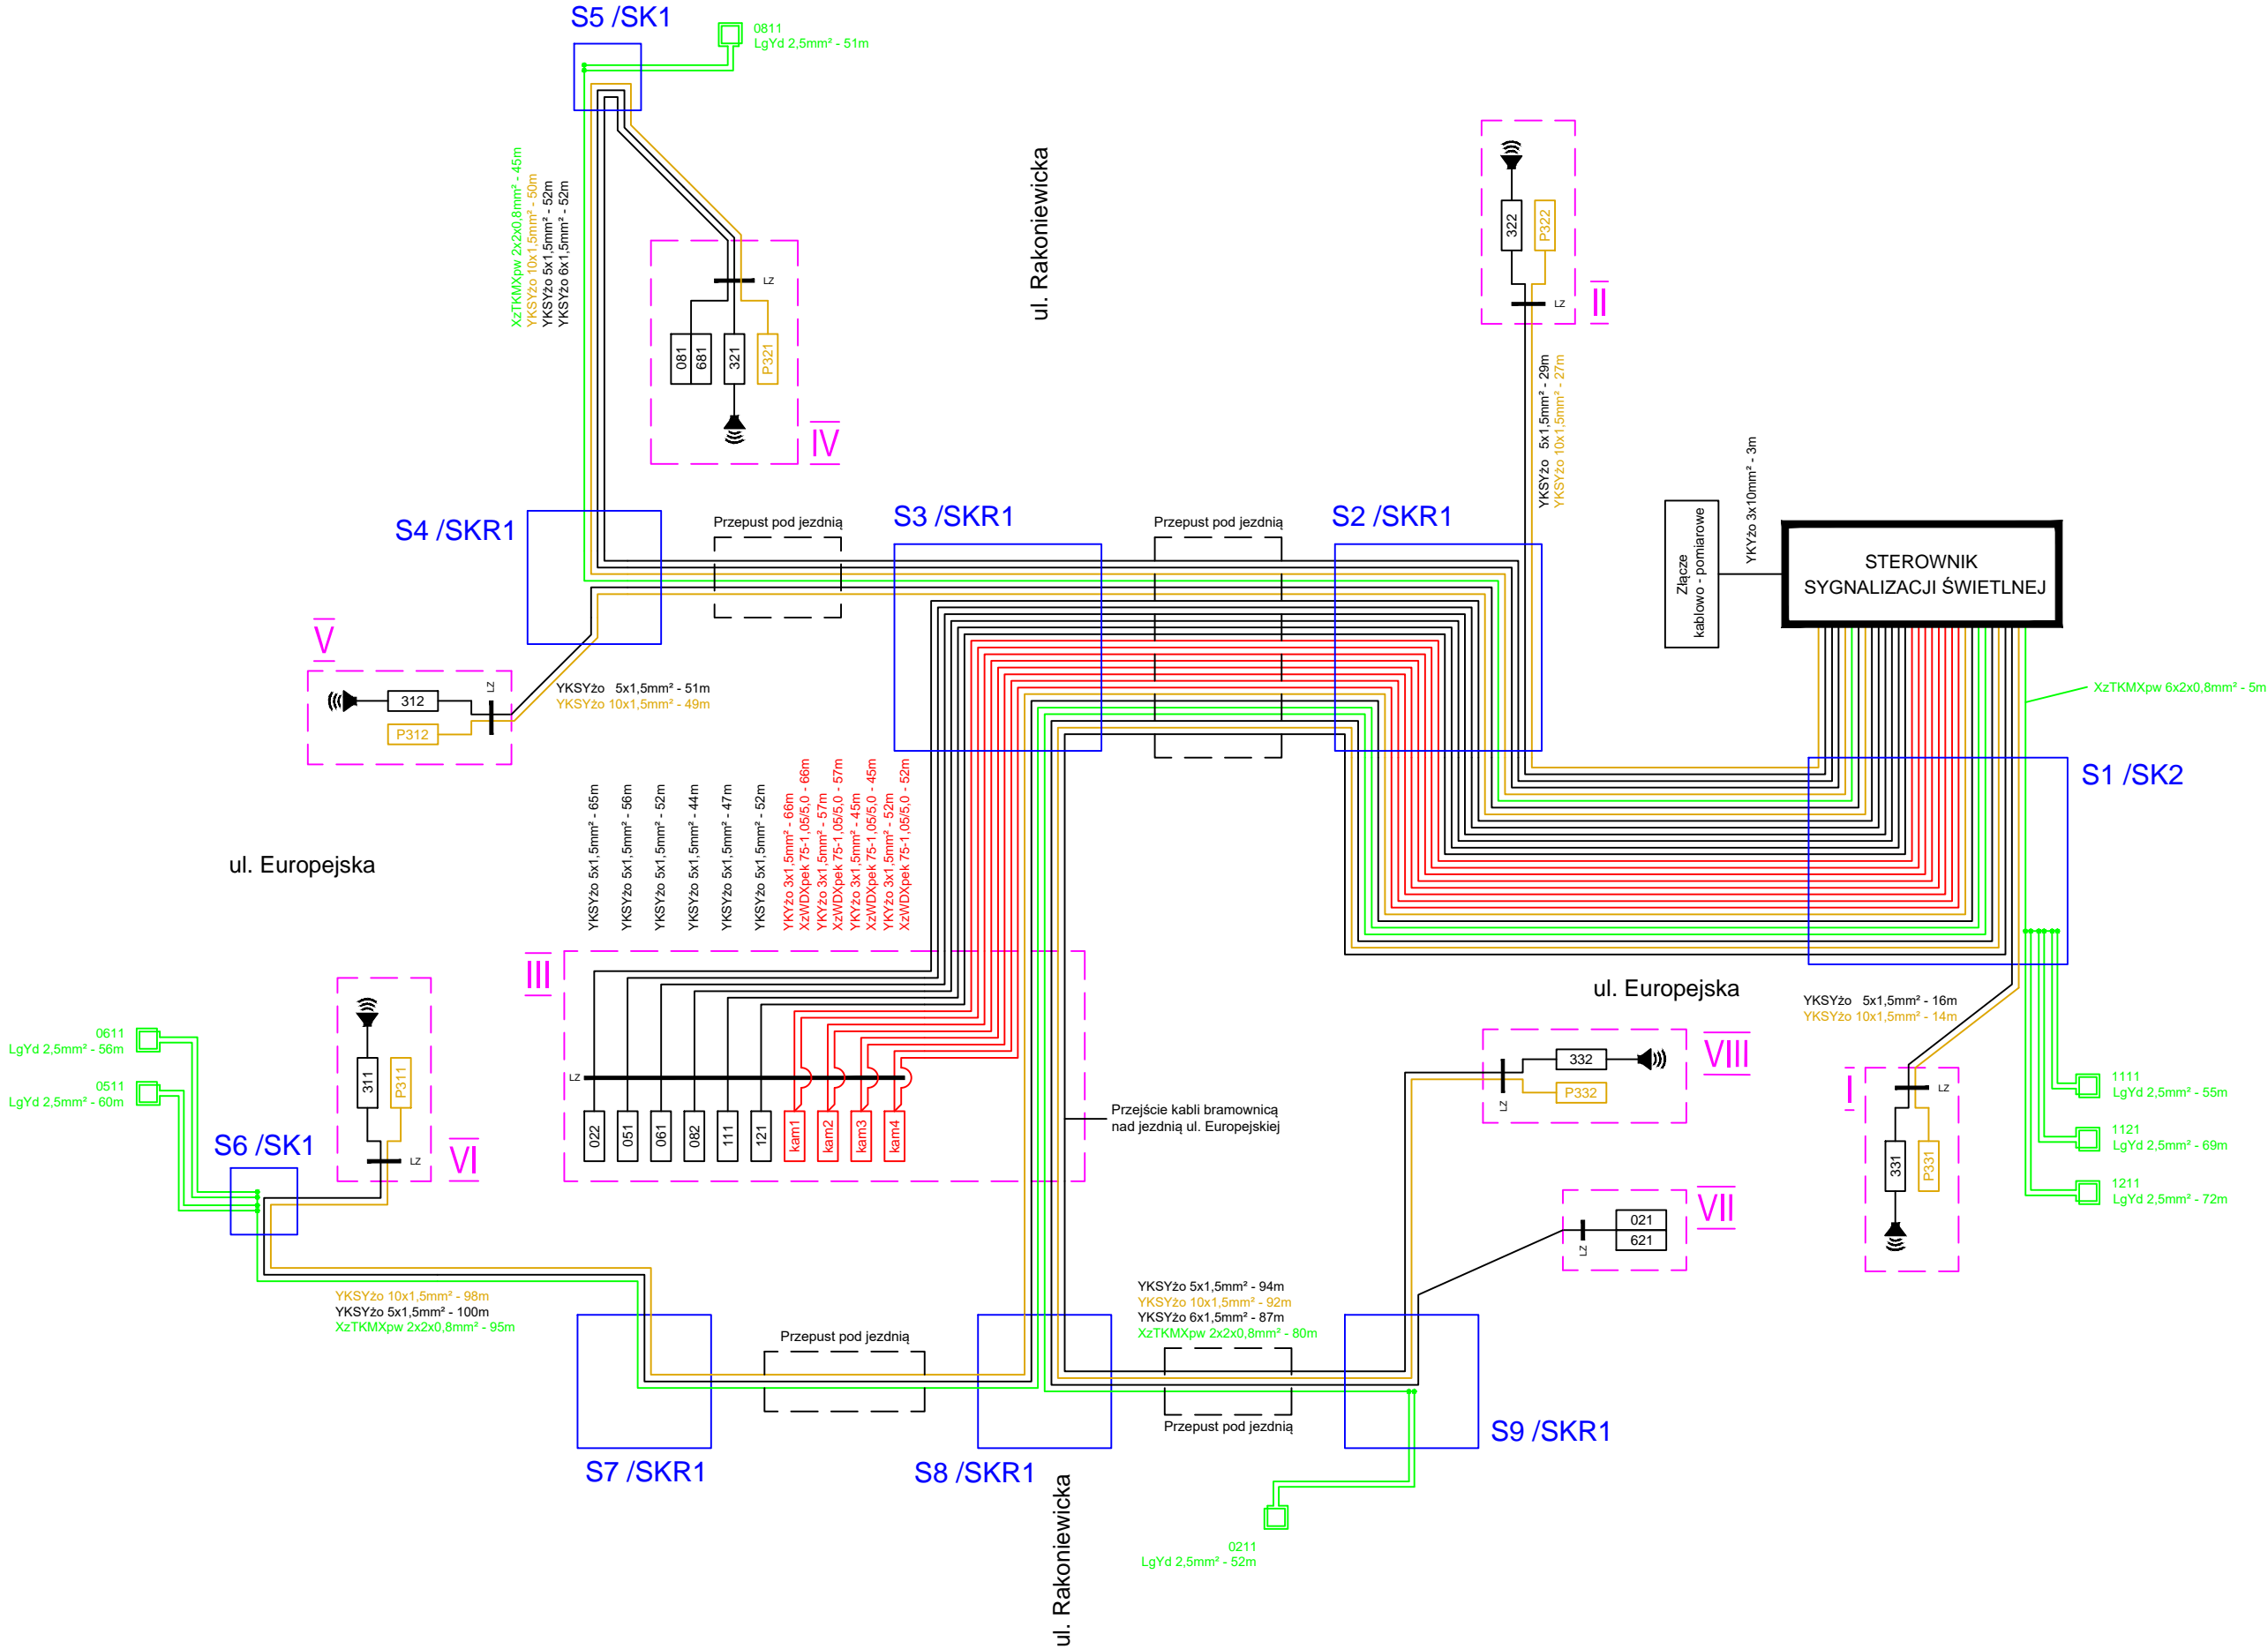 S5 /SK1
0811
LgYd 2,5mm² - 51m
XzTKMXpw 2x2x0,8mm² - 45m
YKSYżo 10x1,5mm² - 50m
YKSYżo 5x1,5mm² - 52m
YKSYżo 6x1,5mm² - 52m
ul. Rakoniewicka
322
P322
LZ
II
YKSYżo 5x1,5mm² - 29m
YKSYżo 10x1,5mm² - 27m
LZ
081
681
321
P321
IV
S4 /SKR1
Przepust pod jezdnią
S3 /SKR1
Przepust pod jezdnią
S2 /SKR1
Złącze
kablowo - pomiarowe
YKYżo 3x10mm² - 3m
STEROWNIK
SYGNALIZACJI ŚWIETLNEJ
V
312
P312
LZ
YKSYżo 5x1,5mm² - 51m
YKSYżo 10x1,5mm² - 49m
XzTKMXpw 6x2x0,8mm² - 5m
S1 /SK2
ul. Europejska
YKSYżo 5x1,5mm² - 65m
YKSYżo 5x1,5mm² - 56m
YKSYżo 5x1,5mm² - 52m
YKSYżo 5x1,5mm² - 44m
YKSYżo 5x1,5mm² - 47m
YKSYżo 5x1,5mm² - 52m
YKYżo 3x1,5mm² - 66m
XzWDXpek 75-1,05/5,0 - 66m
YKYżo 3x1,5mm² - 57m
XzWDXpek 75-1,05/5,0 - 57m
YKYżo 3x1,5mm² - 45m
XzWDXpek 75-1,05/5,0 - 45m
YKYżo 3x1,5mm² - 52m
XzWDXpek 75-1,05/5,0 - 52m
III
LZ
022
051
061
082
111
121
kam1
kam2
kam3
kam4
ul. Europejska
YKSYżo 5x1,5mm² - 16m
YKSYżo 10x1,5mm² - 14m
0611
LgYd 2,5mm² - 56m
0511
LgYd 2,5mm² - 60m
311
P311
LZ
VI
S6 /SK1
Przejście kabli bramownicą
nad jezdnią ul. Europejskiej
332
P332
LZ
VIII
I
LZ
331
P331
1111
LgYd 2,5mm² - 55m
1121
LgYd 2,5mm² - 69m
1211
LgYd 2,5mm² - 72m
021
621
LZ
VII
YKSYżo 10x1,5mm² - 98m
YKSYżo 5x1,5mm² - 100m
XzTKMXpw 2x2x0,8mm² - 95m
Przepust pod jezdnią
YKSYżo 5x1,5mm² - 94m
YKSYżo 10x1,5mm² - 92m
YKSYżo 6x1,5mm² - 87m
XzTKMXpw 2x2x0,8mm² - 80m
Przepust pod jezdnią
S7 /SKR1
S8 /SKR1
S9 /SKR1
ul. Rakoniewicka
0211
LgYd 2,5mm² - 52m